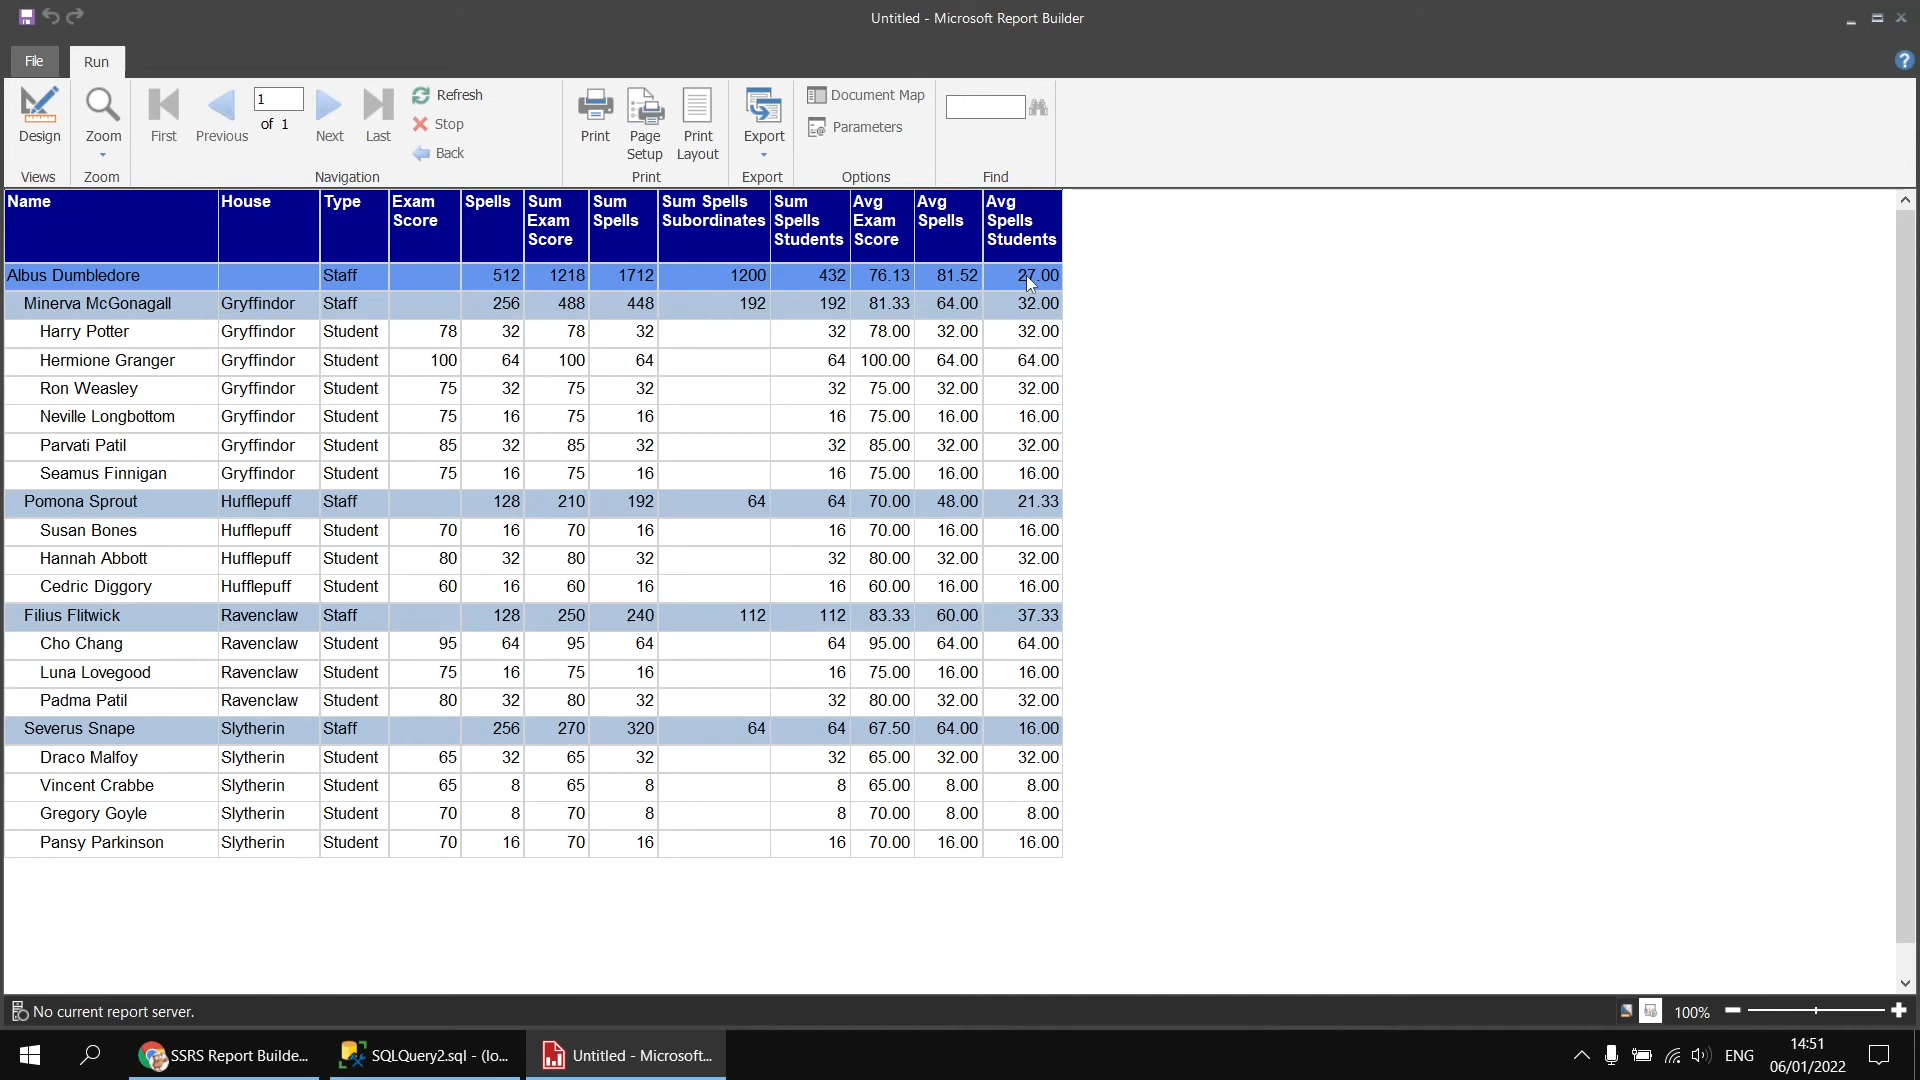 Untitled - Microsoft Report Builder
File
Run
Design
Zoom
First
Previous
1
of 1
Next
Last
Refresh
Stop
Back
Print
Page Setup
Print Layout
Export
Document Map
Parameters
Views
Zoom
Navigation
Print
Export
Options
Find
Name House Type Exam Score Spells Sum Exam Score Sum Spells Sum Spells Subordinates Sum Spells Students Avg Exam Score Avg Spells Avg Spells Students
Albus Dumbledore Staff 512 1218 1712 1200 432 76.13 81.52 27.00
Minerva McGonagall Gryffindor Staff 256 488 448 192 192 81.33 64.00 32.00
Harry Potter Gryffindor Student 78 32 78 32 32 78.00 32.00 32.00
Hermione Granger Gryffindor Student 100 64 100 64 64 100.00 64.00 64.00
Ron Weasley Gryffindor Student 75 32 75 32 32 75.00 32.00 32.00
Neville Longbottom Gryffindor Student 75 16 75 16 16 75.00 16.00 16.00
Parvati Patil Gryffindor Student 85 32 85 32 32 85.00 32.00 32.00
Seamus Finnigan Gryffindor Student 75 16 75 16 16 75.00 16.00 16.00
Pomona Sprout Hufflepuff Staff 128 210 192 64 64 70.00 48.00 21.33
Susan Bones Hufflepuff Student 70 16 70 16 16 70.00 16.00 16.00
Hannah Abbott Hufflepuff Student 80 32 80 32 32 80.00 32.00 32.00
Cedric Diggory Hufflepuff Student 60 16 60 16 16 60.00 16.00 16.00
Filius Flitwick Ravenclaw Staff 128 250 240 112 112 83.33 60.00 37.33
Cho Chang Ravenclaw Student 95 64 95 64 64 95.00 64.00 64.00
Luna Lovegood Ravenclaw Student 75 16 75 16 16 75.00 16.00 16.00
Padma Patil Ravenclaw Student 80 32 80 32 32 80.00 32.00 32.00
Severus Snape Slytherin Staff 256 270 320 64 64 67.50 64.00 16.00
Draco Malfoy Slytherin Student 65 32 65 32 32 65.00 32.00 32.00
Vincent Crabbe Slytherin Student 65 8 65 8 8 65.00 8.00 8.00
Gregory Goyle Slytherin Student 70 8 70 8 8 70.00 8.00 8.00
Pansy Parkinson Slytherin Student 70 16 70 16 16 70.00 16.00 16.00
No current report server.
100%
SSRS Report Builde...
SQLQuery2.sql - (lo...
Untitled - Microsoft...
ENG
14:51
06/01/2022